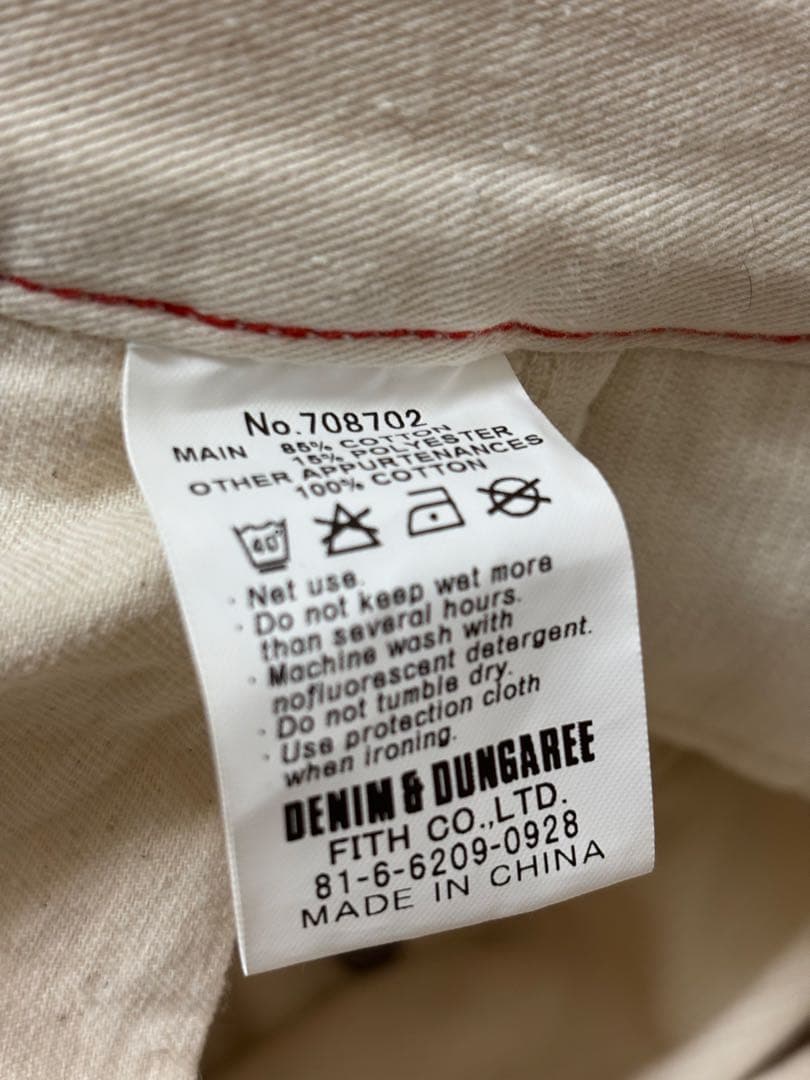 No.708702
MAIN 85% COTTON
15% POLYESTER
OTHER APPURTENANCES
100% COTTON
40°
· Net use.
· Do not keep wet more
than several hours.
· Machine wash with
nofluorescent detergent.
· Do not tumble dry.
· Use protection cloth
when ironing.
DENIM & DUNGAREE
FITH CO.,LTD.
81-6-6209-0928
MADE IN CHINA